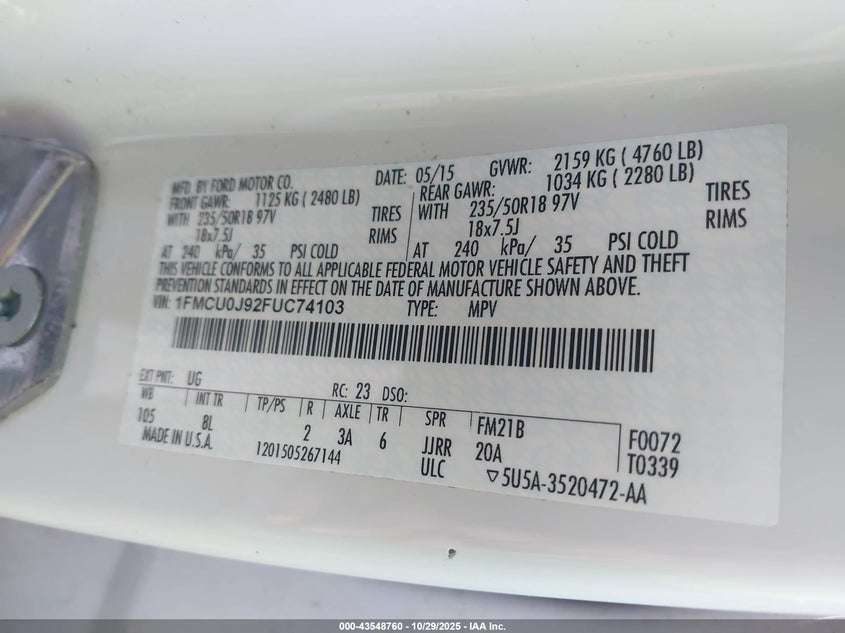 MFD. BY FORD MOTOR CO. DATE: 05/15 GVWR: 2159 KG ( 4760 LB)
FRONT GAWR: 1125 KG ( 2480 LB) REAR GAWR: 1034 KG ( 2280 LB)
WITH 235/50R18 97V TIRES WITH 235/50R18 97V TIRES
18x7.5J RIMS 18x7.5J RIMS
AT 240 kPa/ 35 PSI COLD AT 240 kPa/ 35 PSI COLD
THIS VEHICLE CONFORMS TO ALL APPLICABLE FEDERAL MOTOR VEHICLE SAFETY AND THEFT
PREVENTION STANDARDS IN EFFECT ON THE DATE OF MANUFACTURE SHOWN ABOVE.
VIN: 1FMCU0J92FUC74103 TYPE: MPV
EXT PNT: UG RC: 23 DSO:
WB INT TR TP/PS R AXLE TR SPR FM21B F0072
105 8L 2 3A 6 JJRR 20A T0339
MADE IN U.S.A. 1201505267144 ULC ▽5U5A-3520472-AA
000-43548760 - 10/29/2025 - IAA Inc.